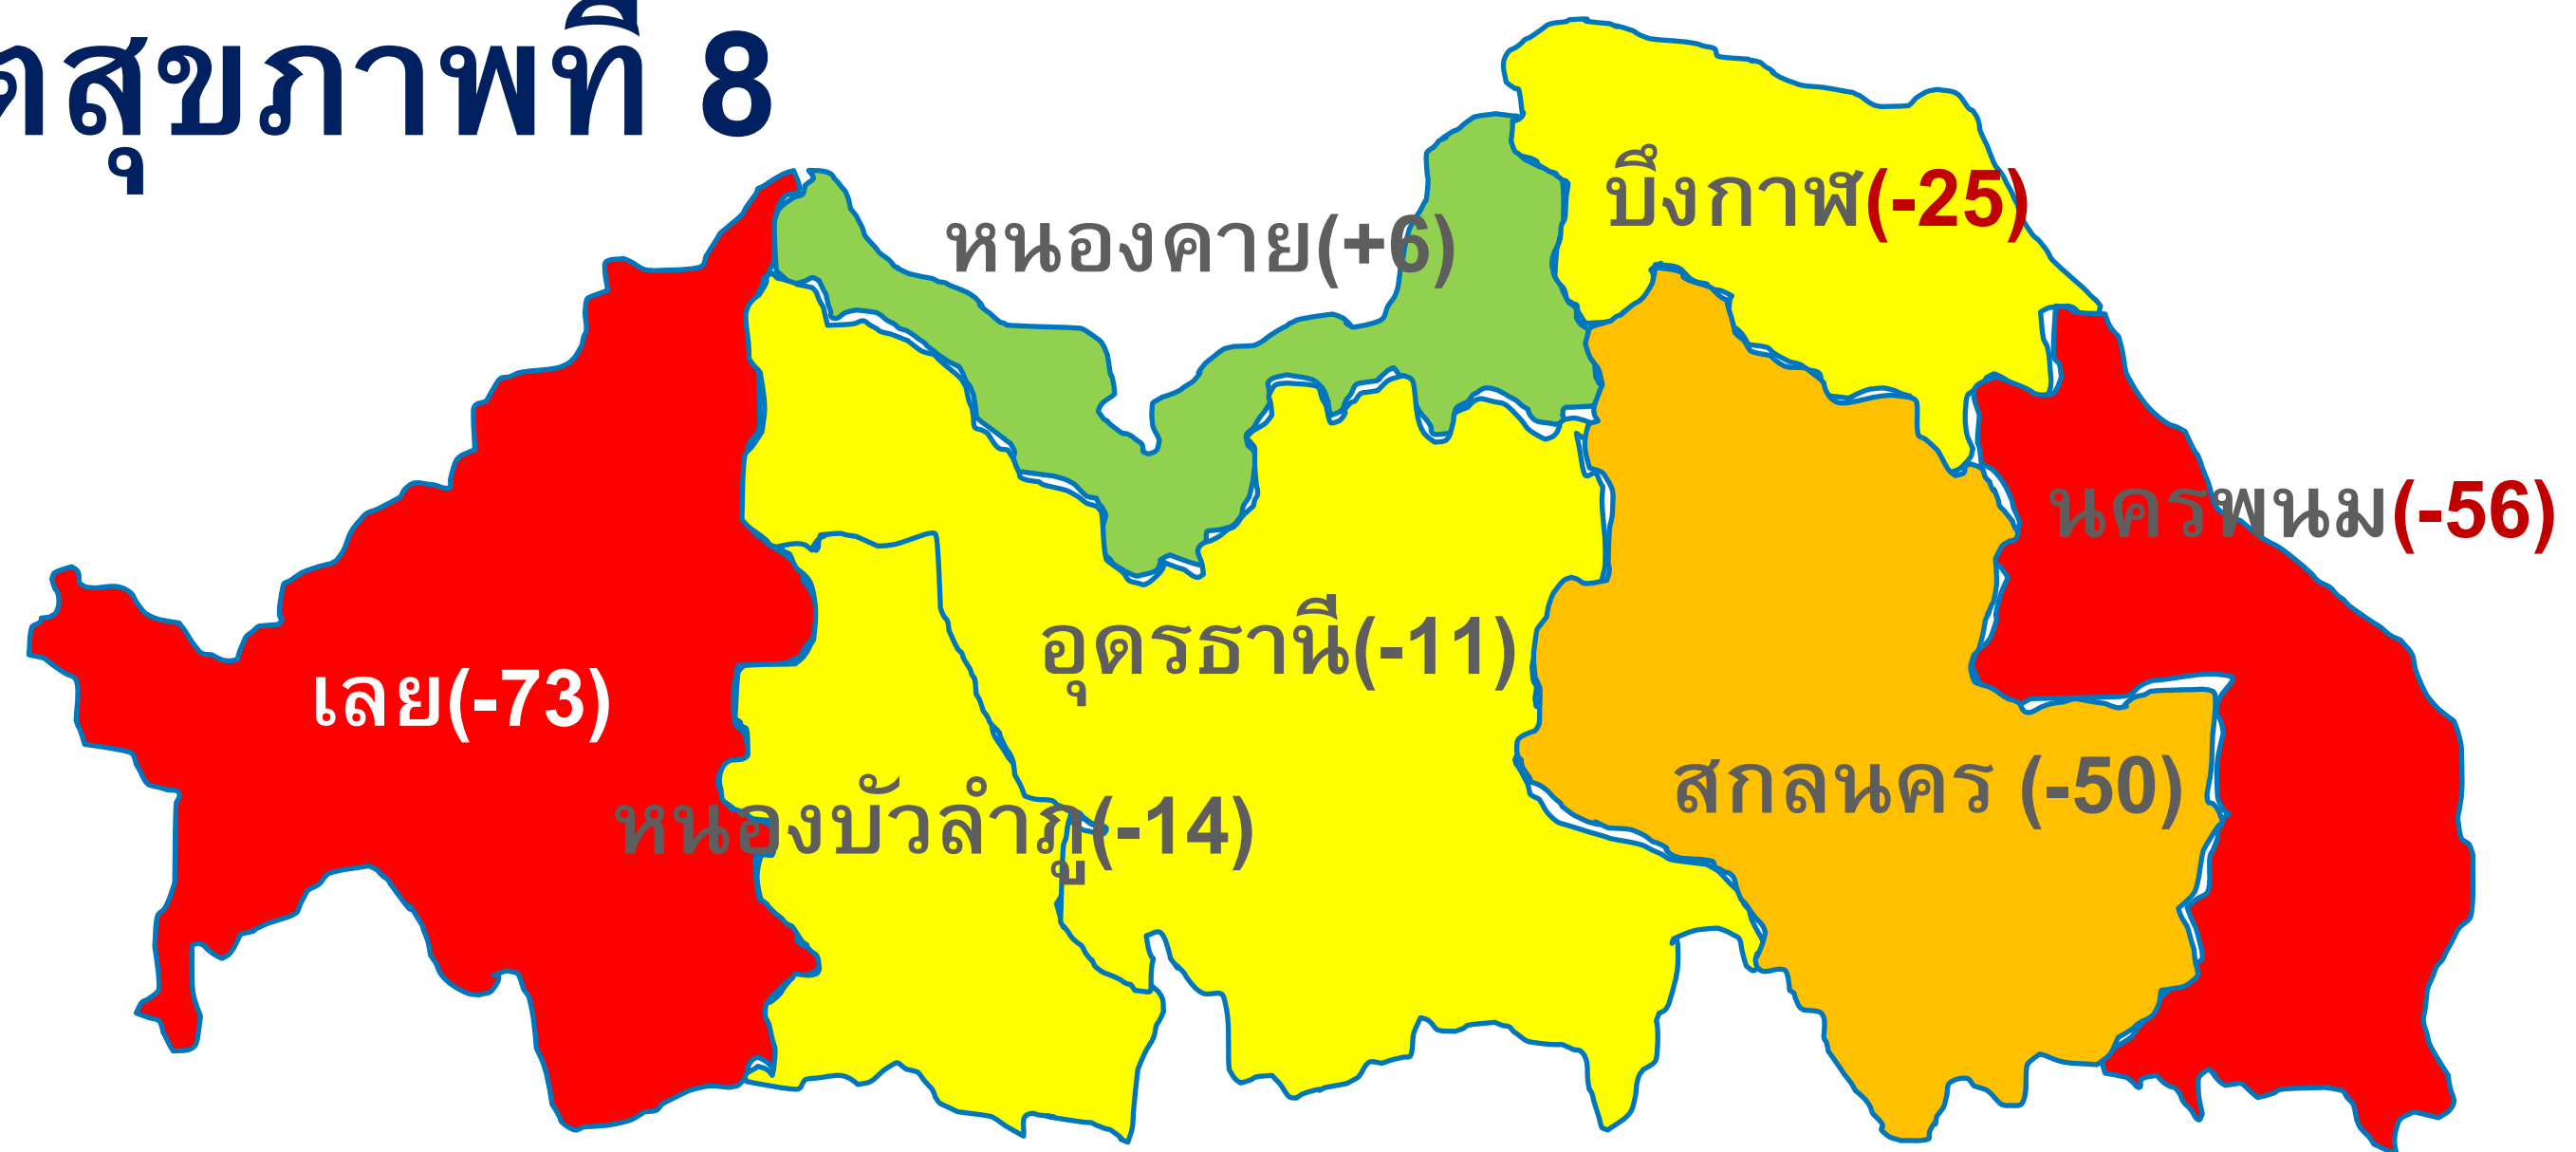 ตสุขภาพที่ 8
บึงกาฬ(-25)
หนองคาย(+6)
นครพนม(-56)
อุดรธานี(-11)
เลย(-73)
สกลนคร (-50)
หนองบัวลำภู(-14)